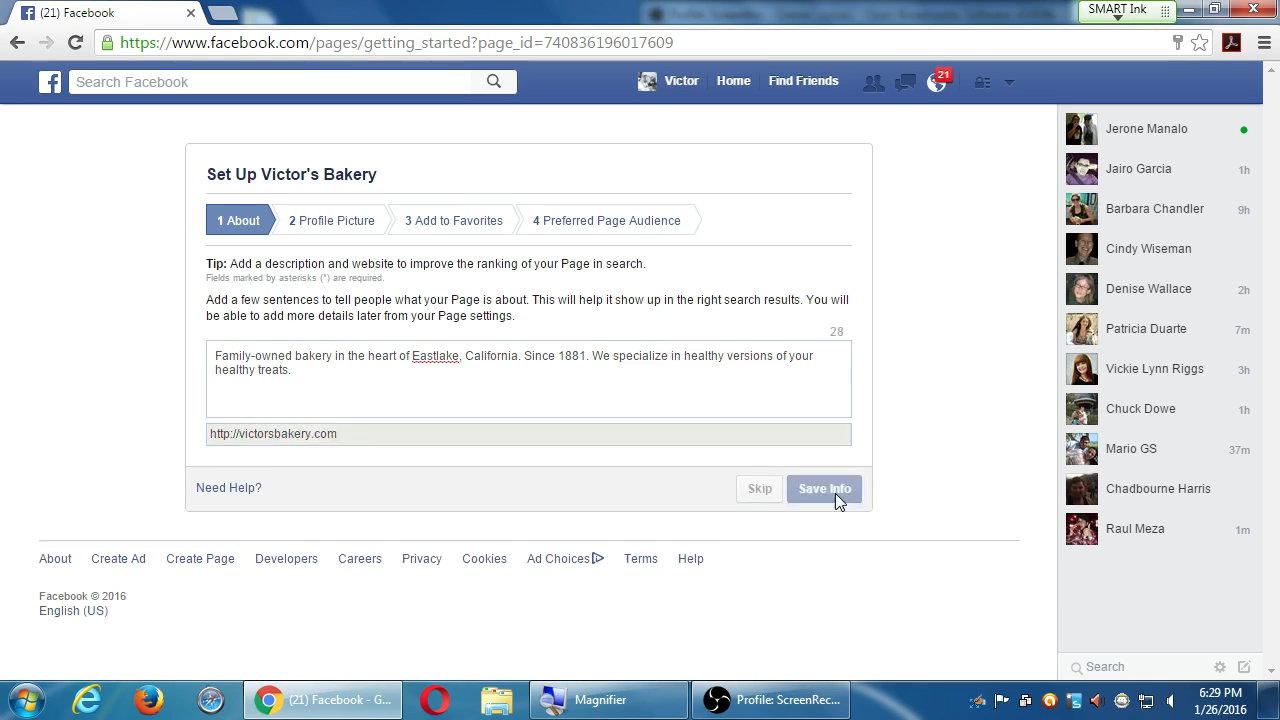 (21) Facebook
SMART Ink
https://www.facebook.com/pages/getting_started?page_id=740836196017609
Search Facebook
Victor
Home
Find Friends
21
Set Up Victor's Bakery
1 About
2 Profile Picture
3 Add to Favorites
4 Preferred Page Audience
Tip: Add a description and website to improve the ranking of your Page in search.
Fields marked by asterisks (*) are required.
Add a few sentences to tell people what your Page is about. This will help it show up in the right search results. You will
be able to add more details later from your Page settings.
28
Family-owned bakery in the heart of Eastlake, California. Since 1881. We specialize in healthy versions of your
healthy treats.
http://victorsbakery.com
Need Help?
Skip
Save Info
About
Create Ad
Create Page
Developers
Careers
Privacy
Cookies
Ad Choices
Terms
Help
Facebook © 2016
English (US)
Jerone Manalo
Jairo Garcia 1h
Barbara Chandler 9h
Cindy Wiseman
Denise Wallace 2h
Patricia Duarte 7m
Vickie Lynn Riggs 3h
Chuck Dowe 1h
Mario GS 37m
Chadbourne Harris
Raul Meza 1m
Search
(21) Facebook - G...
Magnifier
Profile: ScreenRec...
6:29 PM
1/26/2016